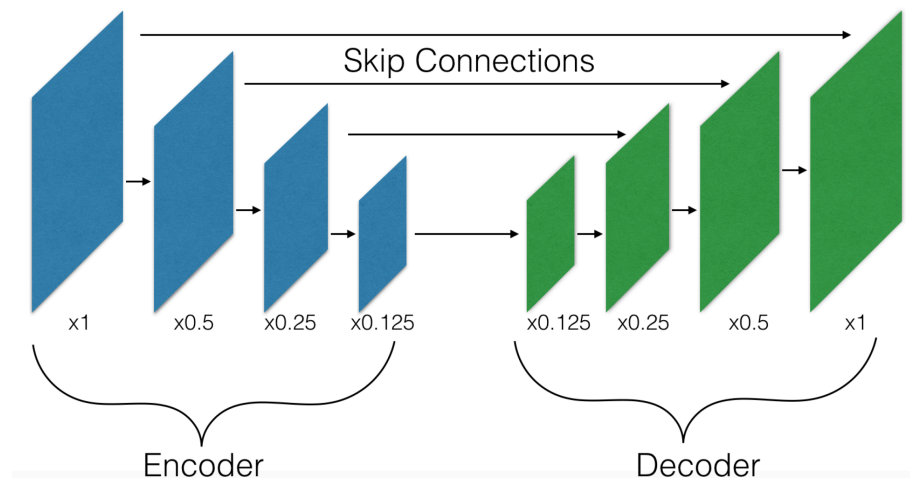 Skip Connections
x1
x0.5
x0.25
x0.125
x0.125
x0.25
x0.5
x1
Encoder
Decoder